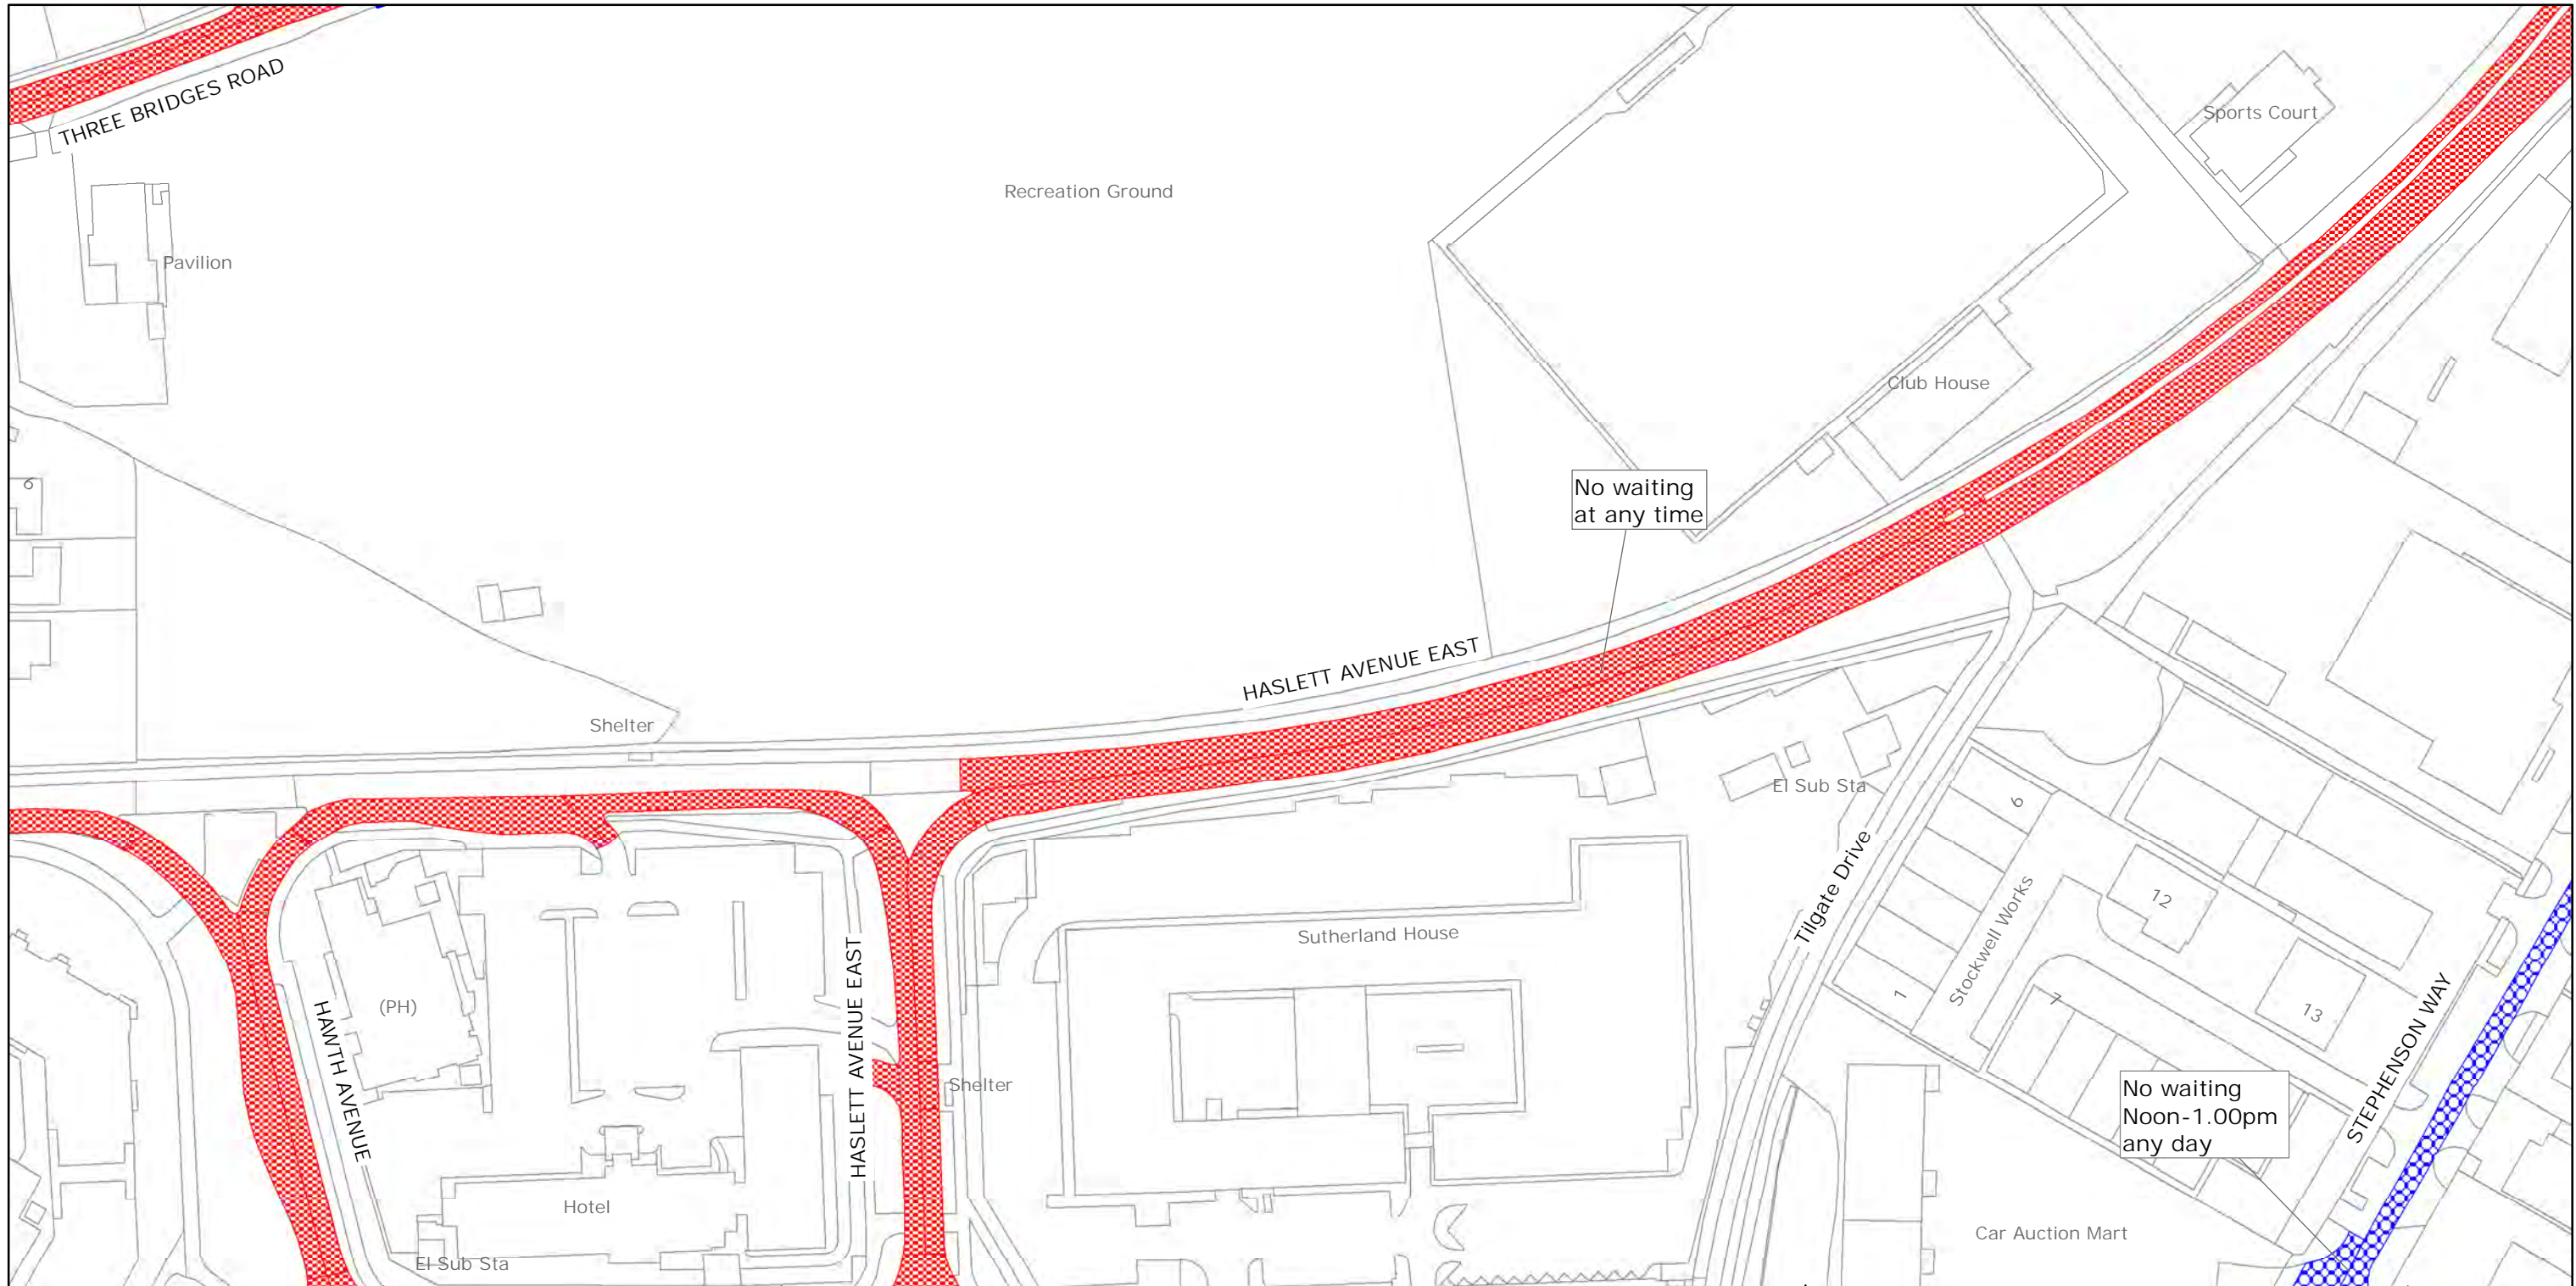 THREE BRIDGES ROAD
Sports Court
Recreation Ground
Pavilion
Club House
6
No waiting
at any time
HASLETT AVENUE EAST
Shelter
El Sub Sta
6
Tilgate Drive
Stockwell Works
12
Sutherland House
1
7
13
(PH)
HAWTH AVENUE
HASLETT AVENUE EAST
Shelter
STEPHENSON WAY
No waiting
Noon-1.00pm
any day
Hotel
Car Auction Mart
El Sub Sta